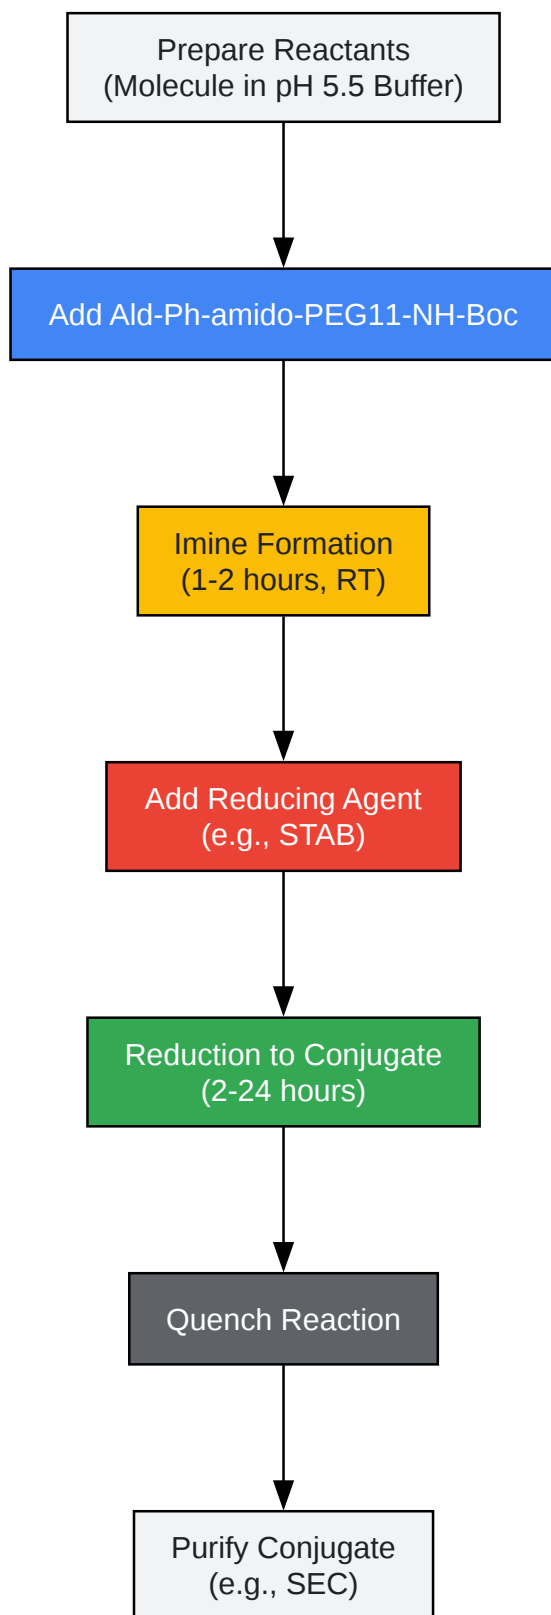 Prepare Reactants
(Molecule in pH 5.5 Buffer)
Add Ald-Ph-amido-PEG11-NH-Boc
Imine Formation
(1-2 hours, RT)
Add Reducing Agent
(e.g., STAB)
Reduction to Conjugate
(2-24 hours)
Quench Reaction
Purify Conjugate
(e.g., SEC)